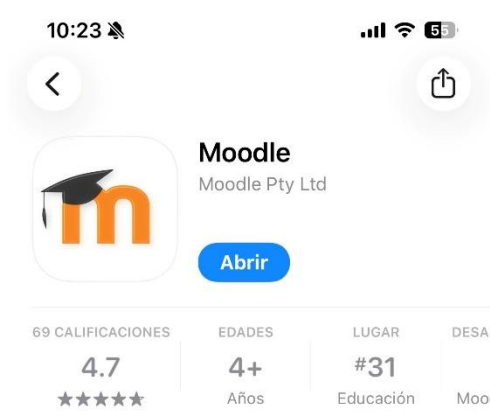 10:23
55
m
Moodle
Moodle Pty Ltd
Abrir
69 CALIFICACIONES EDADES LUGAR DESA
4.7 4+ #31
Años Educación Moo